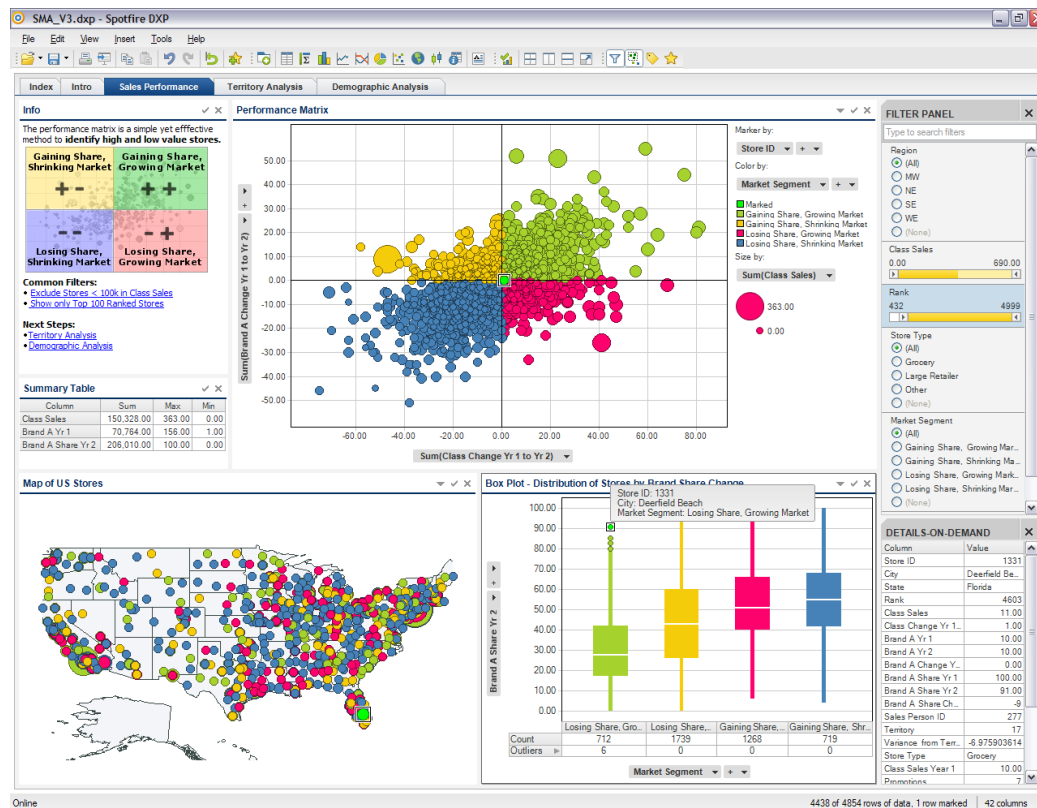 SMA_V3.dxp - Spotfire DXP
File Edit View Insert Tools Help
Index Intro Sales Performance Territory Analysis Demographic Analysis
Info
The performance matrix is a simple yet efffective
method to identify high and low value stores.
Gaining Share, Shrinking Market
+ -
Gaining Share, Growing Market
+ +
- -
Losing Share, Shrinking Market
- +
Losing Share, Growing Market
Common Filters:
• Exclude Stores < 100k in Class Sales
• Show only Top 100 Ranked Stores
Next Steps:
• Territory Analysis
• Demographic Analysis
Summary Table
Column Sum Max Min
Class Sales 150,328.00 363.00 0.00
Brand A Yr 1 70,764.00 156.00 1.00
Brand A Share Yr 2 206,010.00 100.00 0.00
Performance Matrix
Sum(Brand A Change Yr 1 to Yr 2)
50.00
40.00
30.00
20.00
10.00
0.00
-10.00
-20.00
-30.00
-40.00
-50.00
-60.00 -40.00 -20.00 0.00 20.00 40.00 60.00 80.00
Sum(Class Change Yr 1 to Yr 2)
Marker by:
Store ID +
Color by:
Market Segment +
Marked
Gaining Share, Growing Market
Gaining Share, Shrinking Market
Losing Share, Growing Market
Losing Share, Shrinking Market
Size by:
Sum(Class Sales)
363.00
0.00
Map of US Stores
Box Plot - Distribution of Stores by Brand Share Change
Store ID: 1331
City: Deerfield Beach
Market Segment: Losing Share, Growing Market
Brand A Share Yr 2
100.00
90.00
80.00
70.00
60.00
50.00
40.00
30.00
20.00
10.00
0.00
Losing Share, Gro... Losing Share,... Gaining Share,... Gaining Share, Shr...
Count 712 1739 1268 719
Outliers 6 0 0 0
Market Segment +
FILTER PANEL
Type to search filters
Region
(All)
MW
NE
SE
WE
(None)
Class Sales
0.00 690.00
Rank
432 4999
Store Type
(All)
Grocery
Large Retailer
Other
(None)
Market Segment
(All)
Gaining Share, Growing Mar...
Gaining Share, Shrinking Ma...
Losing Share, Growing Mark...
Losing Share, Shrinking Mar...
(None)
DETAILS-ON-DEMAND
Column Value
Store ID 1331
City Deerfield Be...
State Florida
Rank 4603
Class Sales 11.00
Class Change Yr 1... 1.00
Brand A Yr 1 10.00
Brand A Yr 2 10.00
Brand A Change Y... 0.00
Brand A Share Yr 1 100.00
Brand A Share Yr 2 91.00
Brand A Share Ch... -9
Sales Person ID 277
Territory 17
Variance from Terr... -6.975903614
Store Type Grocery
Class Sales Year 1 10.00
Promotions 7
Online
4438 of 4854 rows of data, 1 row marked 42 columns